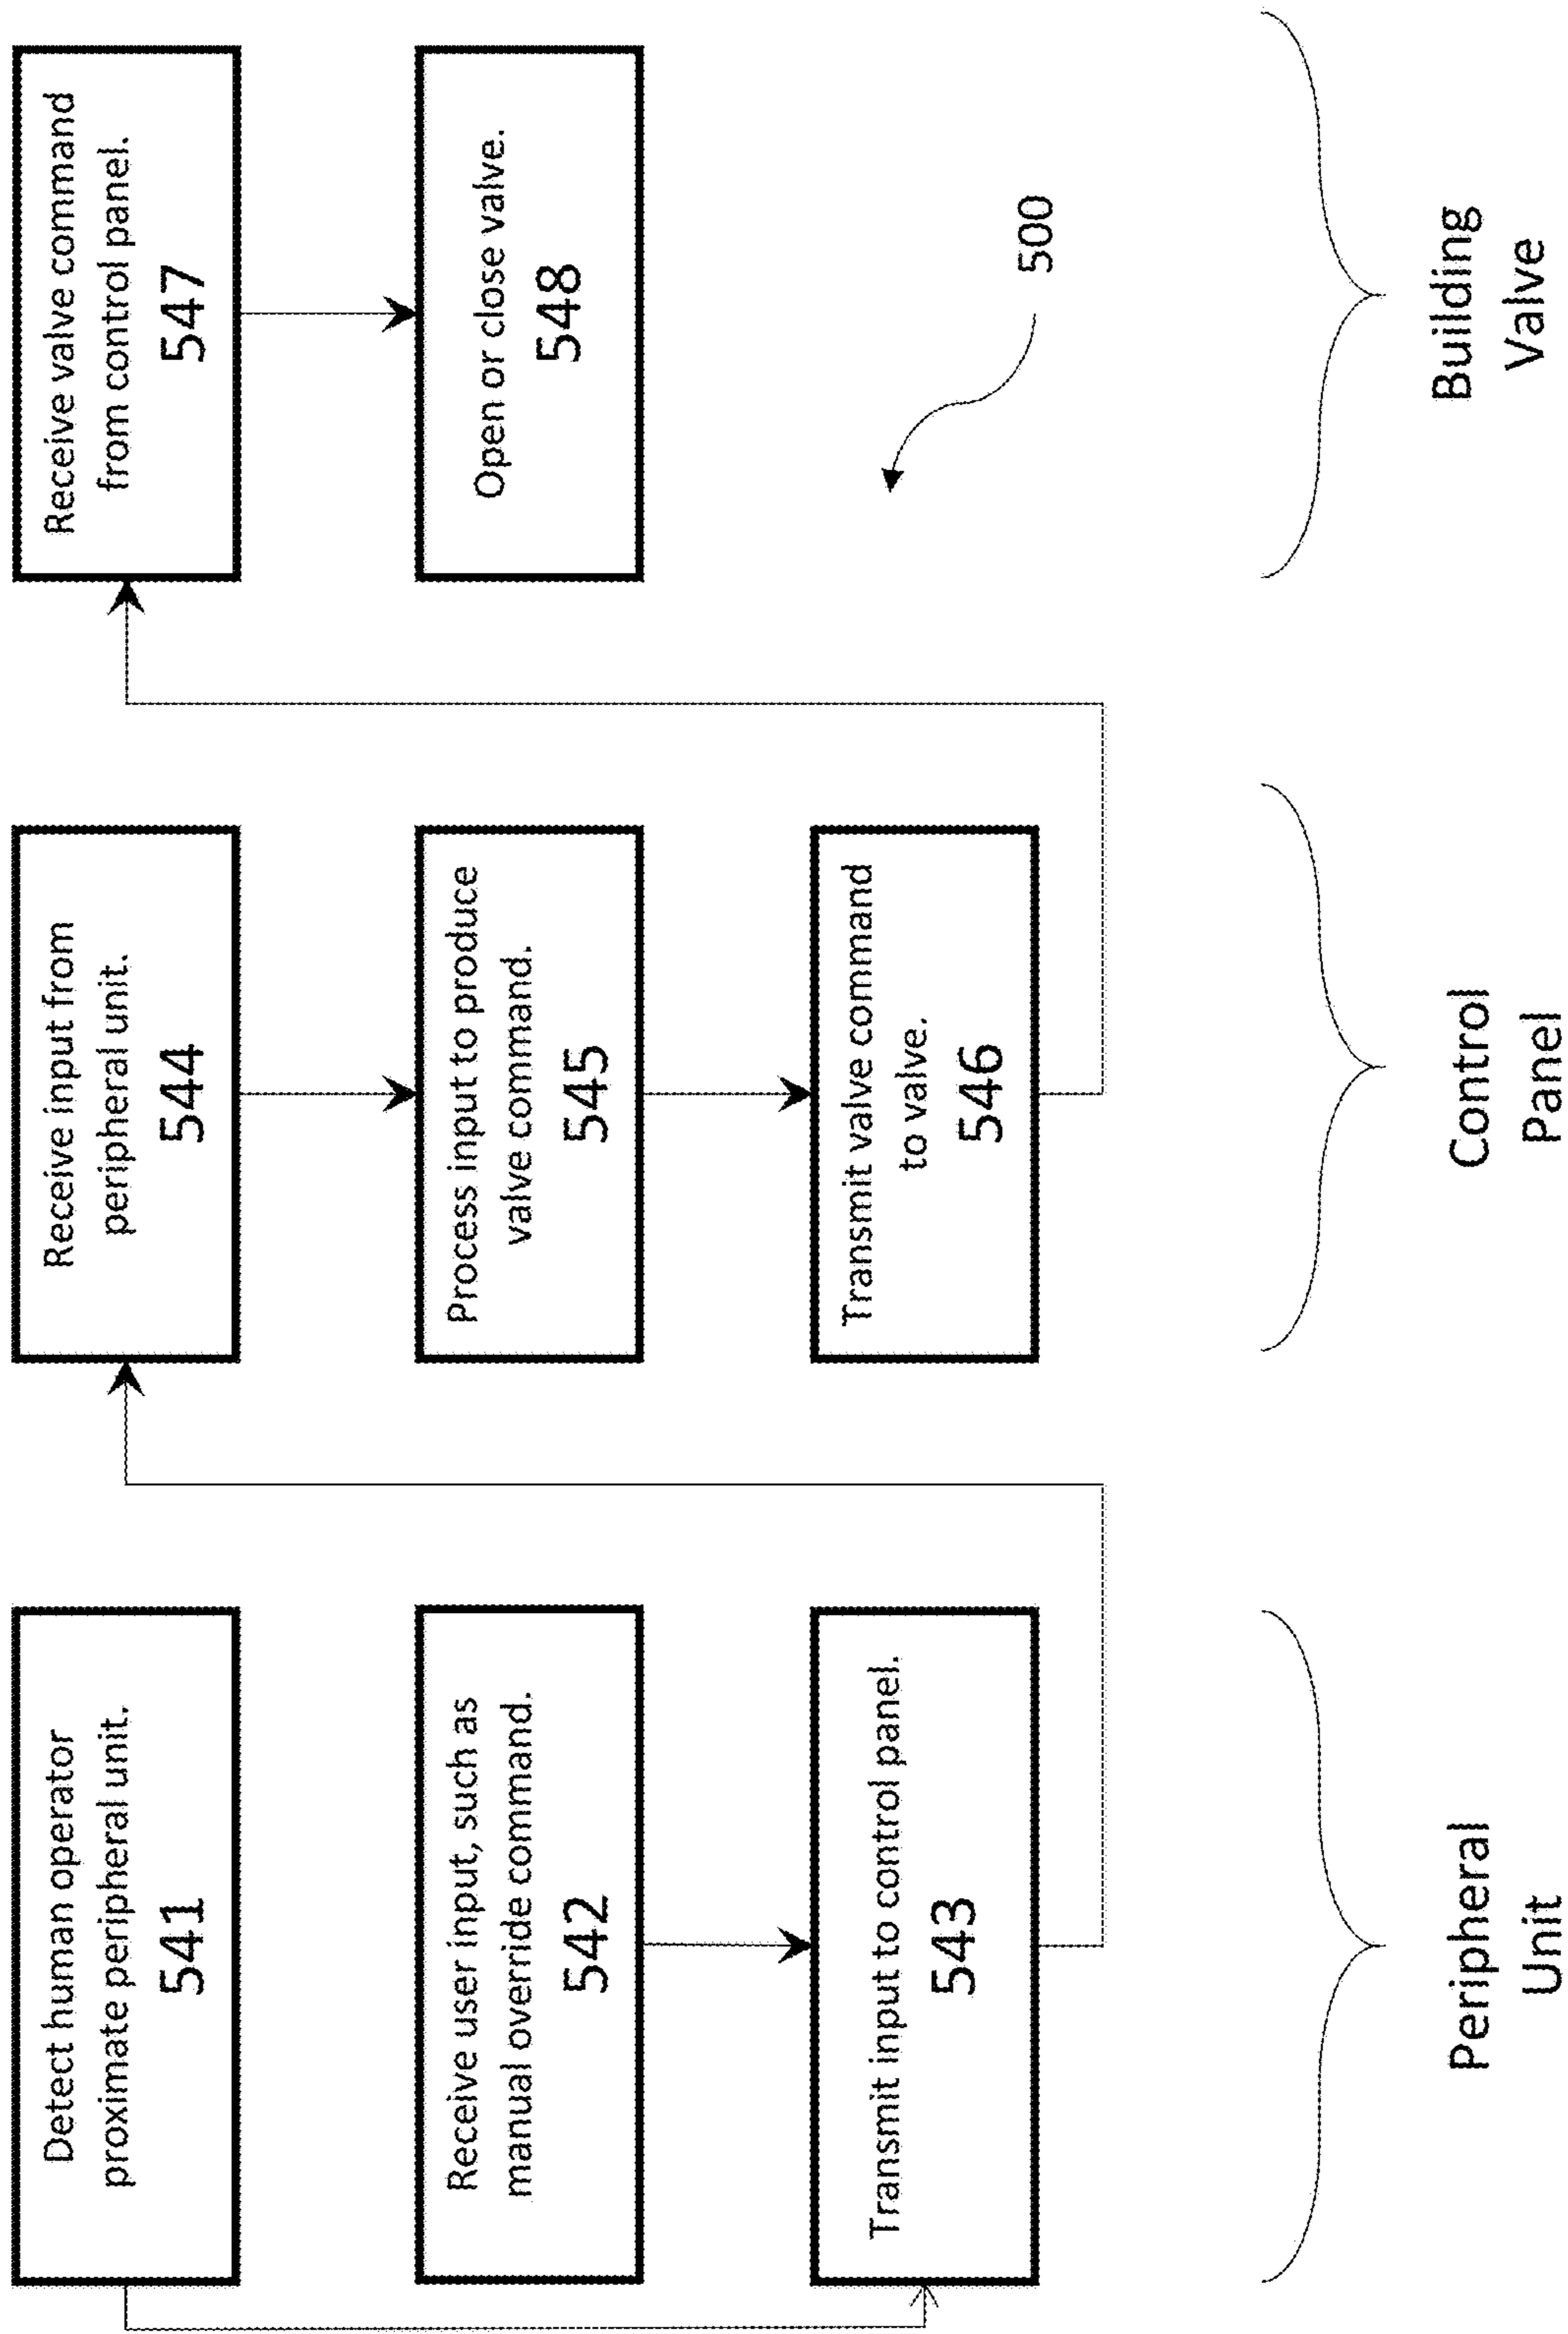 Detect human operator
proximate peripheral unit.
541
Receive user input, such as
manual override command.
542
Transmit input to control panel.
543
Peripheral
Unit
Receive input from
peripheral unit.
544
Process input to produce
valve command.
545
Transmit valve command
to valve.
546
Control
Panel
Receive valve command
from control panel.
547
Open or close valve.
548
500
Building
Valve